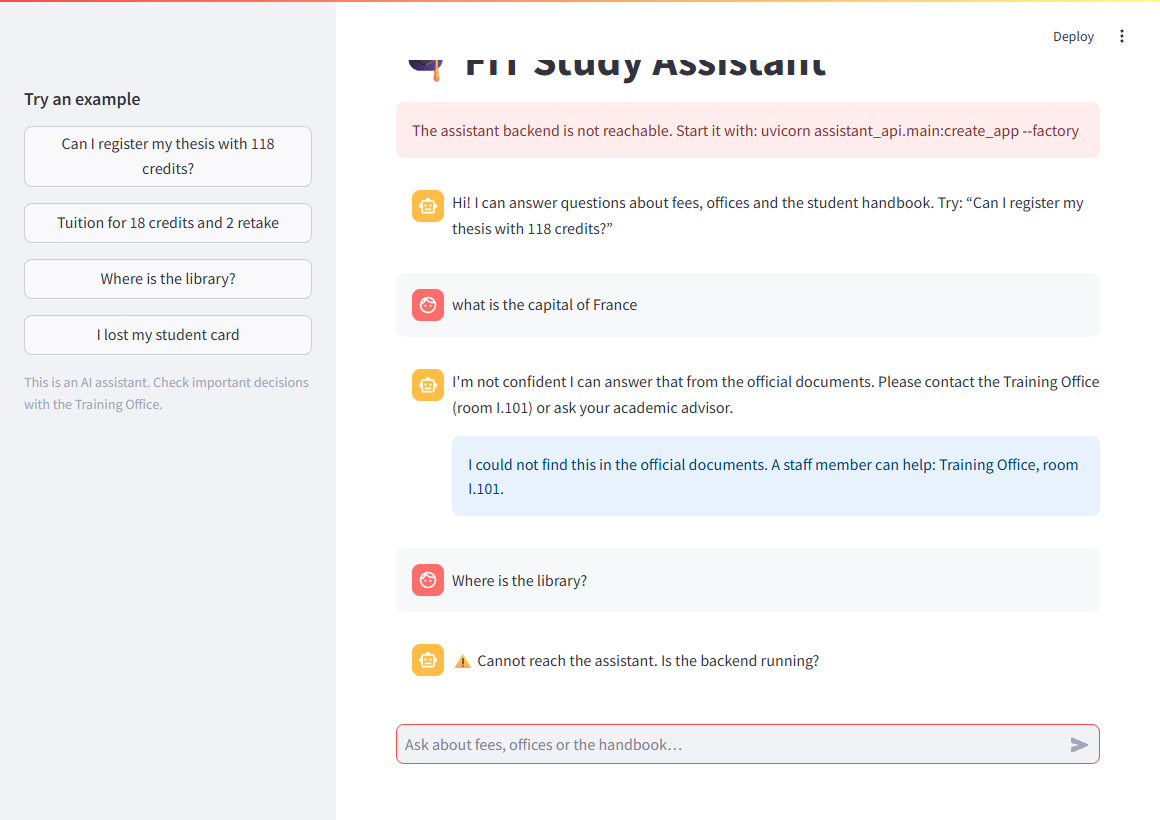 Deploy
FIT Study Assistant
Try an example
Can I register my thesis with 118
credits?
Tuition for 18 credits and 2 retake
Where is the library?
I lost my student card
This is an AI assistant. Check important decisions
with the Training Office.
The assistant backend is not reachable. Start it with: uvicorn assistant_api.main:create_app --factory
Hi! I can answer questions about fees, offices and the student handbook. Try: “Can I register my
thesis with 118 credits?”
what is the capital of France
I'm not confident I can answer that from the official documents. Please contact the Training Office
(room I.101) or ask your academic advisor.
I could not find this in the official documents. A staff member can help: Training Office, room
I.101.
Where is the library?
Cannot reach the assistant. Is the backend running?
Ask about fees, offices or the handbook…